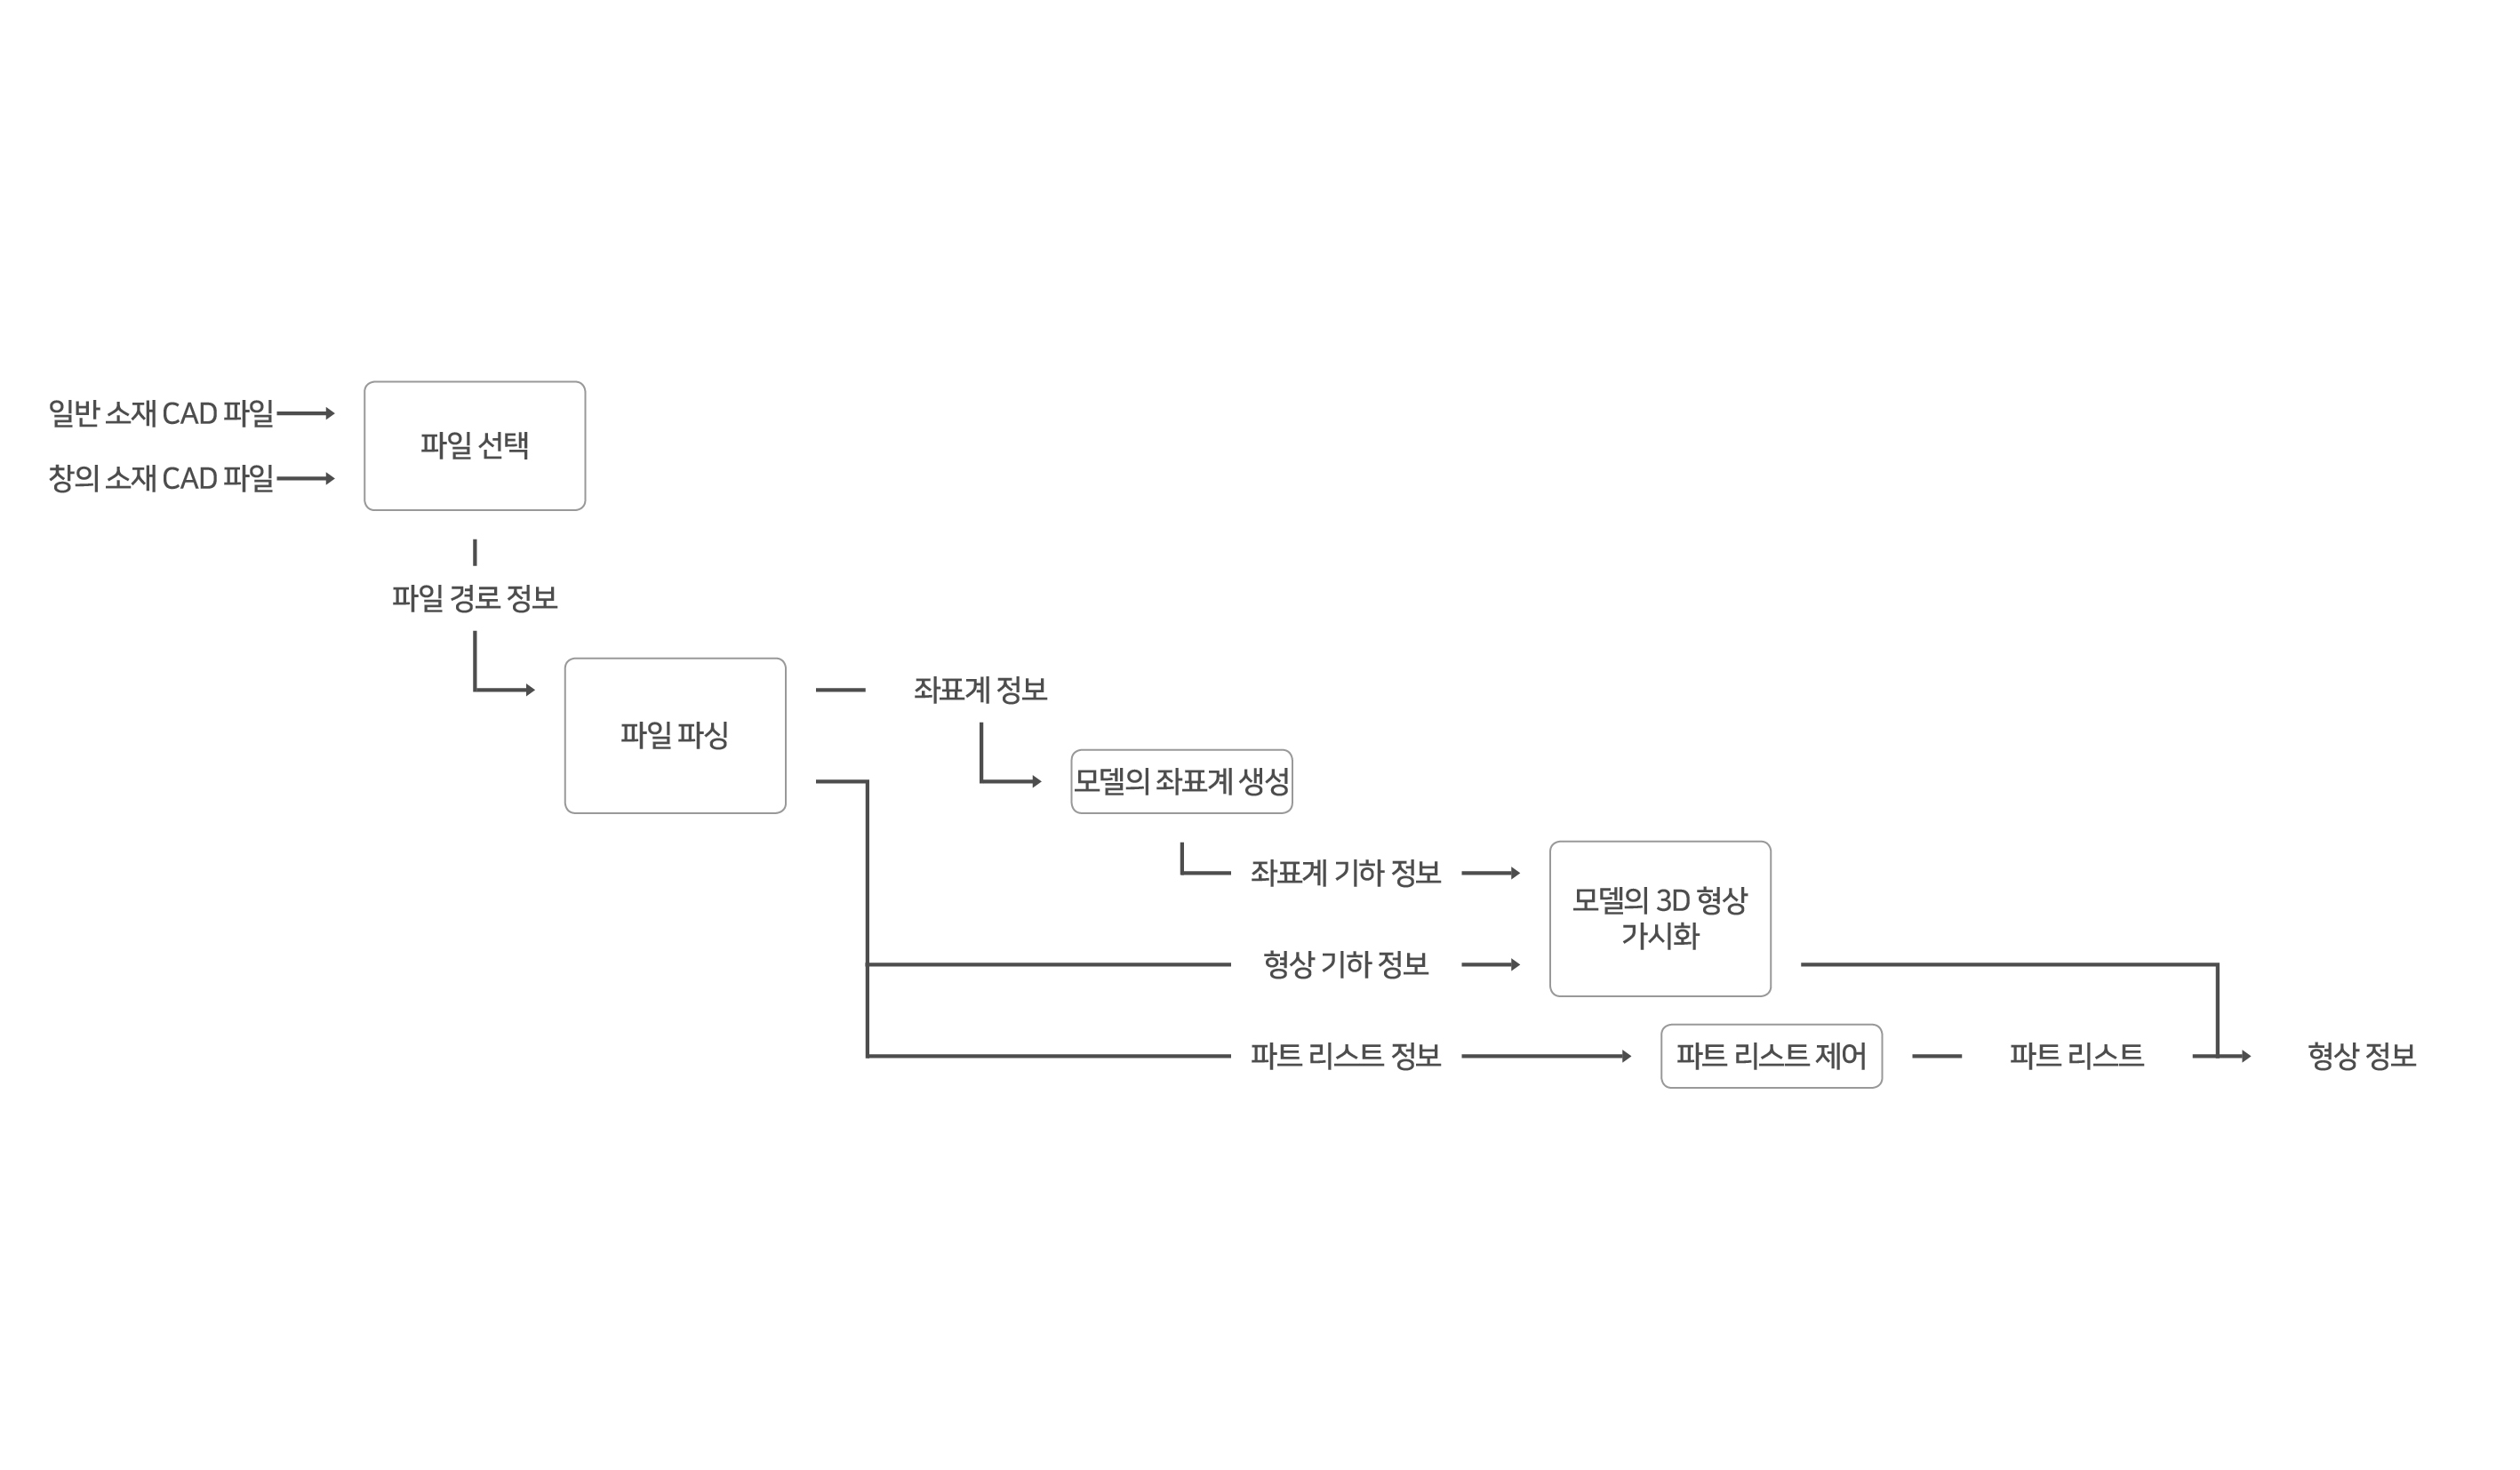 일반 소재 CAD 파일
창의 소재 CAD 파일
파일 선택
파일 경로 정보
파일 파싱
좌표계 정보
모델의 좌표계 생성
좌표계 기하 정보
형상 기하 정보
모델의 3D 형상
가시화
파트 리스트 정보
파트 리스트 제어
파트 리스트
형상 정보